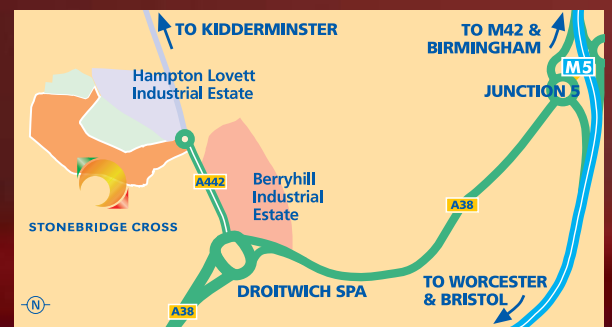 TO KIDDERMINSTER
TO M42 &
BIRMINGHAM
M5
JUNCTION 5
Hampton Lovett
Industrial Estate
A442
Berryhill
Industrial
Estate
A38
STONEBRIDGE CROSS
DROITWICH SPA
TO WORCESTER
& BRISTOL
A38
N